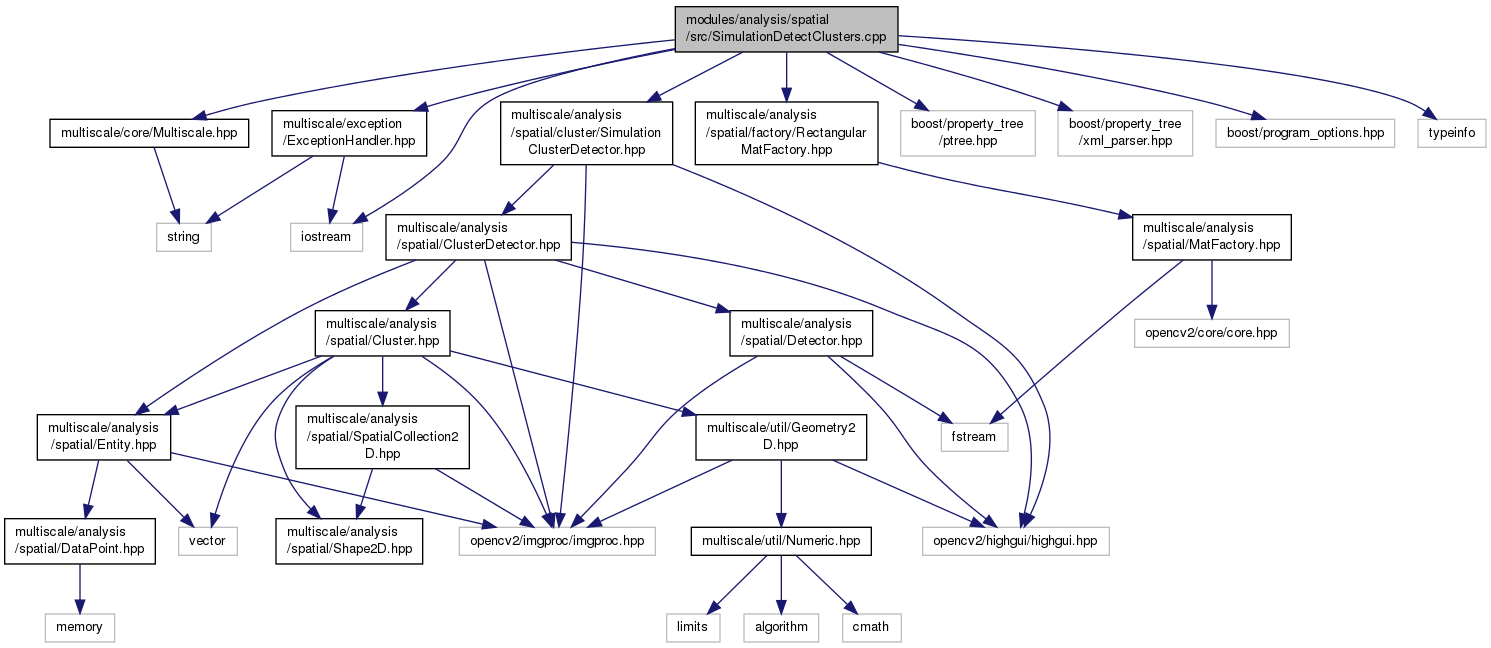 modules/analysis/spatial
/src/SimulationDetectClusters.cpp
multiscale/core/Multiscale.hpp
multiscale/exception
/ExceptionHandler.hpp
multiscale/analysis
/spatial/cluster/Simulation
ClusterDetector.hpp
multiscale/analysis
/spatial/factory/Rectangular
MatFactory.hpp
boost/property_tree
/ptree.hpp
boost/property_tree
/xml_parser.hpp
boost/program_options.hpp
typeinfo
string
iostream
multiscale/analysis
/spatial/ClusterDetector.hpp
multiscale/analysis
/spatial/MatFactory.hpp
multiscale/analysis
/spatial/Cluster.hpp
multiscale/analysis
/spatial/Detector.hpp
opencv2/core/core.hpp
multiscale/analysis
/spatial/Entity.hpp
multiscale/analysis
/spatial/SpatialCollection2
D.hpp
multiscale/util/Geometry2
D.hpp
fstream
multiscale/analysis
/spatial/DataPoint.hpp
vector
multiscale/analysis
/spatial/Shape2D.hpp
opencv2/imgproc/imgproc.hpp
multiscale/util/Numeric.hpp
opencv2/highgui/highgui.hpp
memory
limits
algorithm
cmath